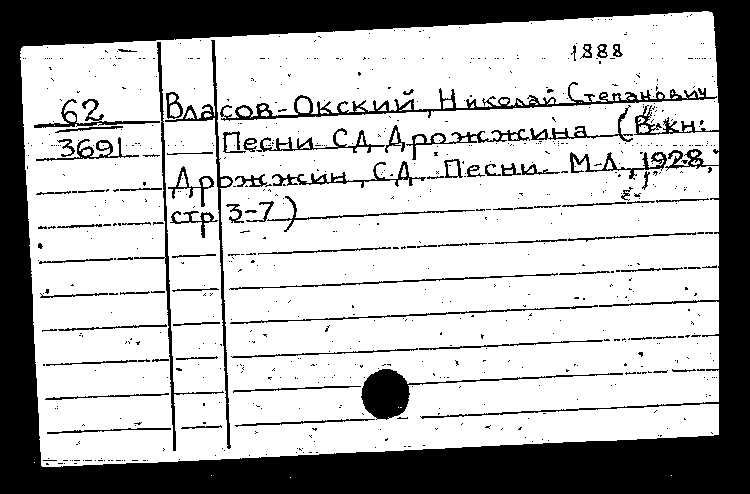 1888
62 Власов-Окский, Николай Степанович
3691 Песни С.Д. Дрожжина (В кн:
Дрожжин, С.Д. Песни. М-Л, 1928,
стр 3-7)